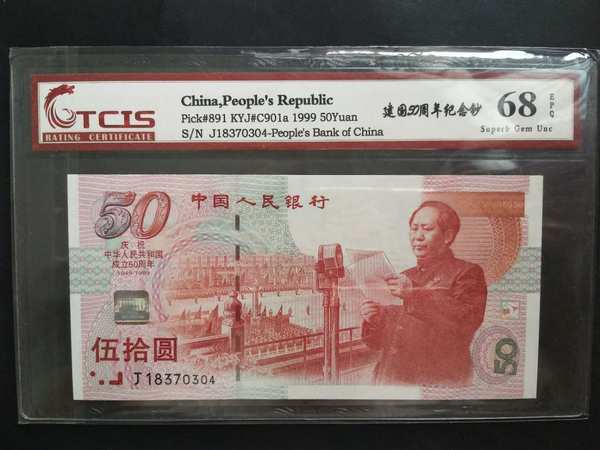 CTCIS
RATING CERTIFICATE
China,People's Republic
Pick#891 KYJ#C901a 1999 50Yuan
S/N J18370304-People's Bank of China
建国50周年纪念钞
68
EPQ
Superb Gem Unc
50
中国人民银行
庆祝
中华人民共和国
成立50周年
1949-1999
伍拾圆
J18370304
50